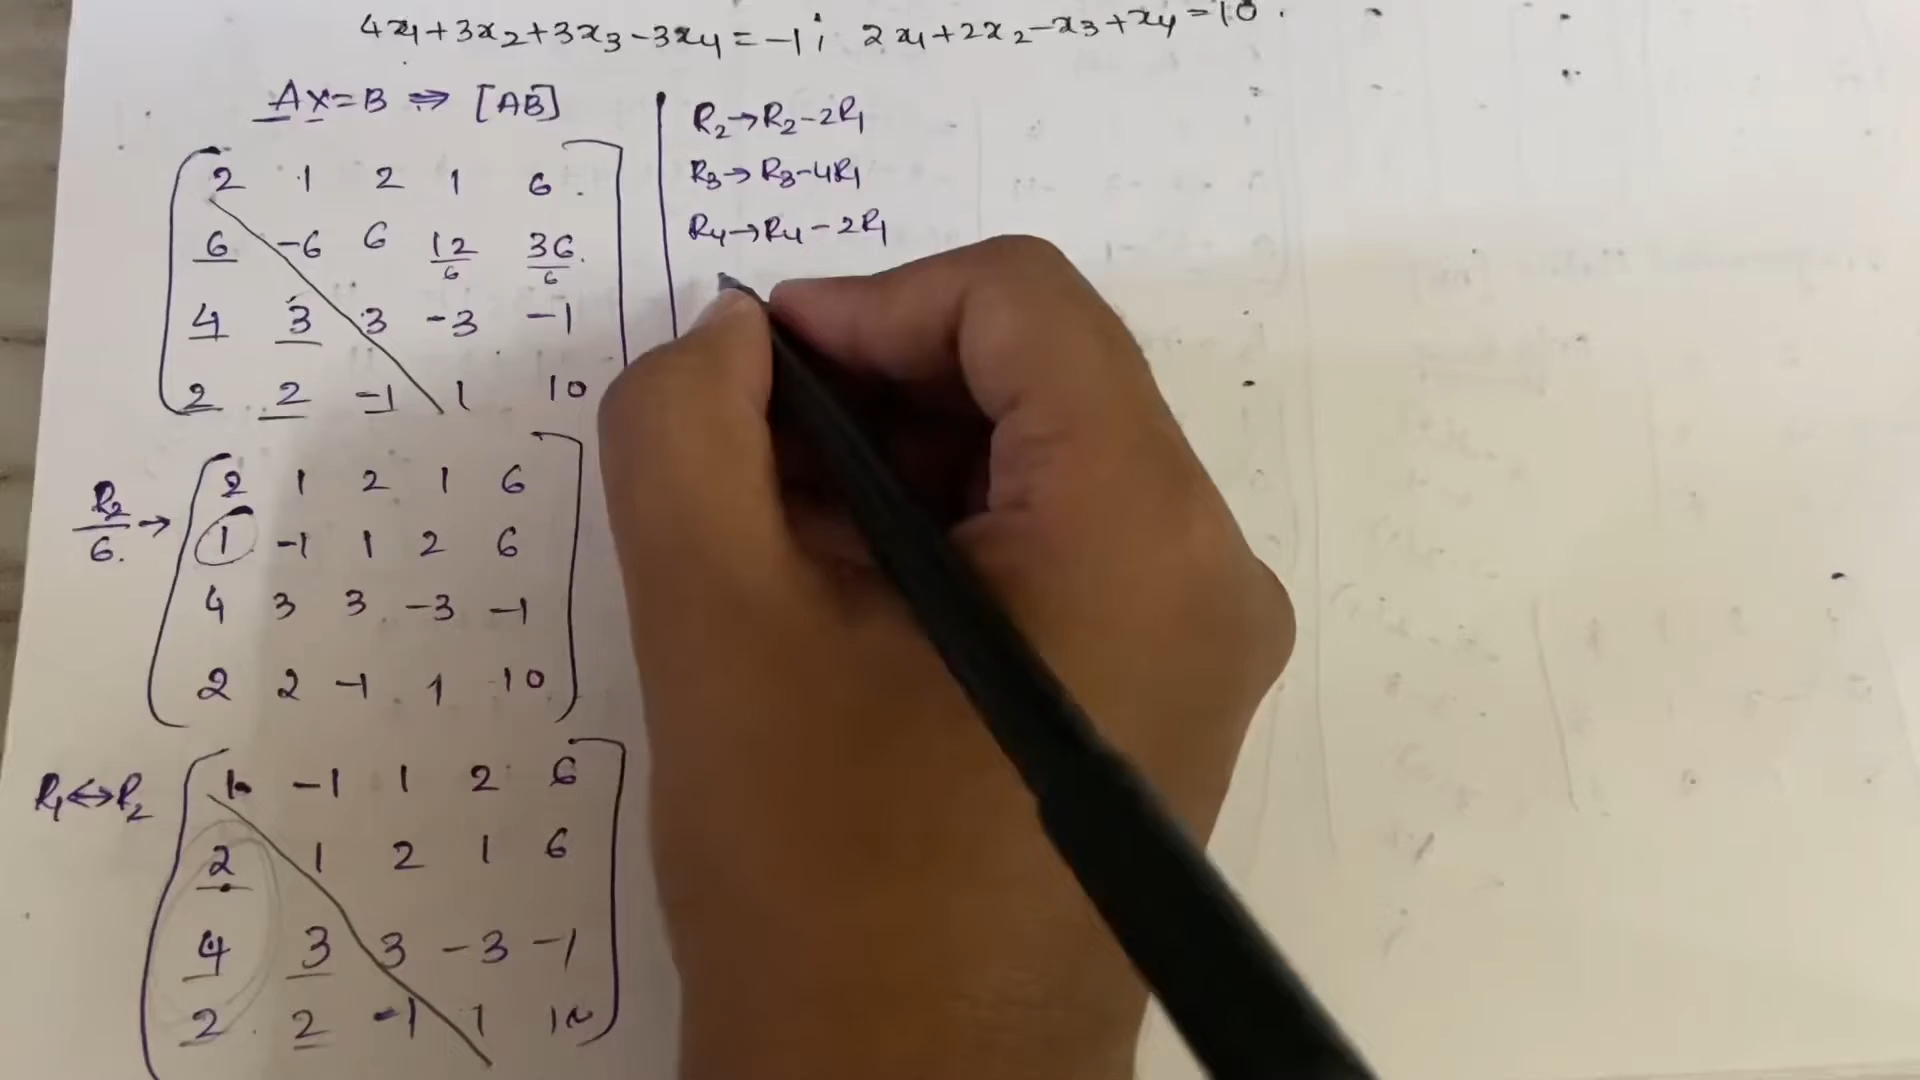 4x₁+3x₂+3x₃-3x₄=-1; 2x₁+2x₂-x₃+x₄=10.
AX=B ⇒ [AB]
2 1 2 1 6
6 -6 6 12/6 36/6
4 3 3 -3 -1
2 2 -1 1 10
R₂/6. →
2 1 2 1 6
1 -1 1 2 6
4 3 3 -3 -1
2 2 -1 1 10
R₁↔R₂
1 -1 1 2 6
2 1 2 1 6
4 3 3 -3 -1
2 2 -1 1 10
R₂→R₂-2R₁
R₃→R₃-4R₁
R₄→R₄-2R₁